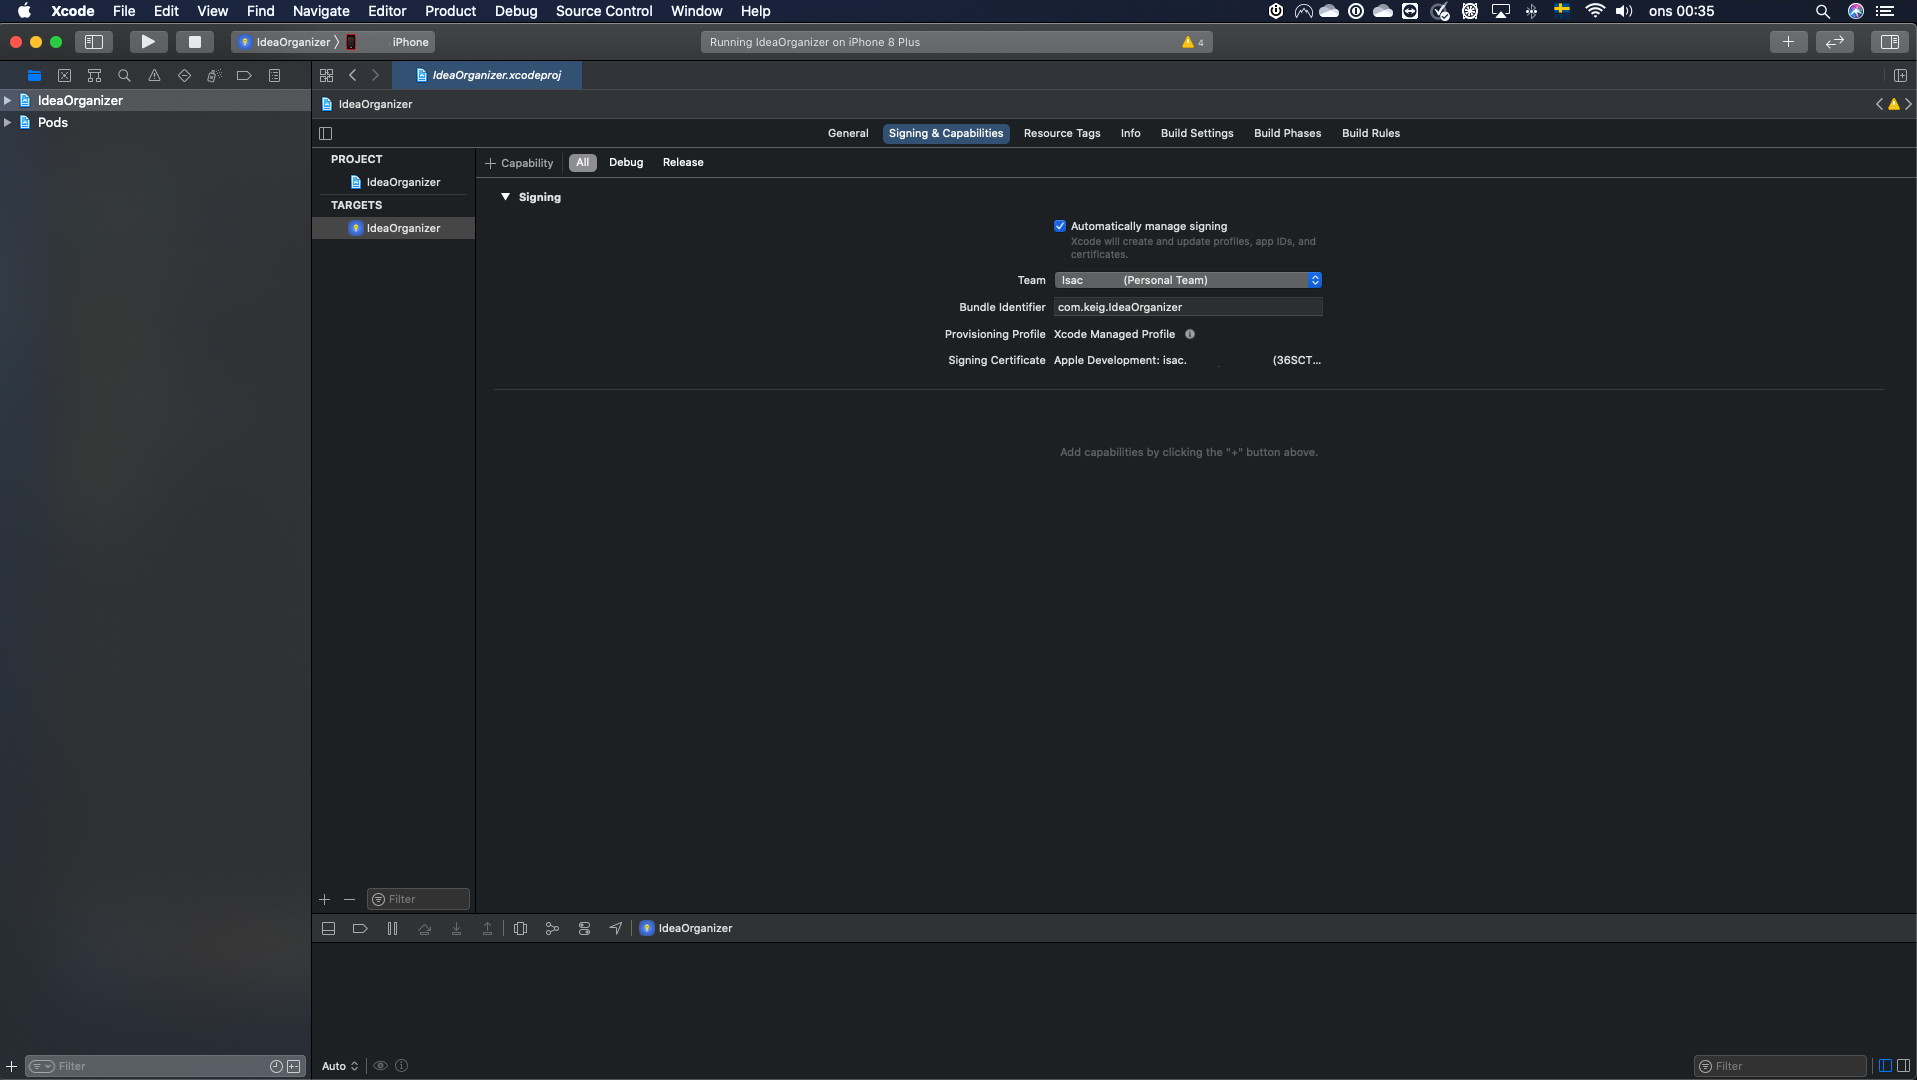 Xcode File Edit View Find Navigate Editor Product Debug Source Control Window Help ons 00:35
IdeaOrganizer iPhone Running IdeaOrganizer on iPhone 8 Plus 4
IdeaOrganizer.xcodeproj
IdeaOrganizer
Pods
IdeaOrganizer
General Signing & Capabilities Resource Tags Info Build Settings Build Phases Build Rules
PROJECT
IdeaOrganizer
TARGETS
IdeaOrganizer
Capability All Debug Release
Signing
Automatically manage signing
Xcode will create and update profiles, app IDs, and
certificates.
Team Isac (Personal Team)
Bundle Identifier com.keig.IdeaOrganizer
Provisioning Profile Xcode Managed Profile
Signing Certificate Apple Development: isac. (36SCT...
Add capabilities by clicking the "+" button above.
Filter
IdeaOrganizer
Filter
Auto
Filter